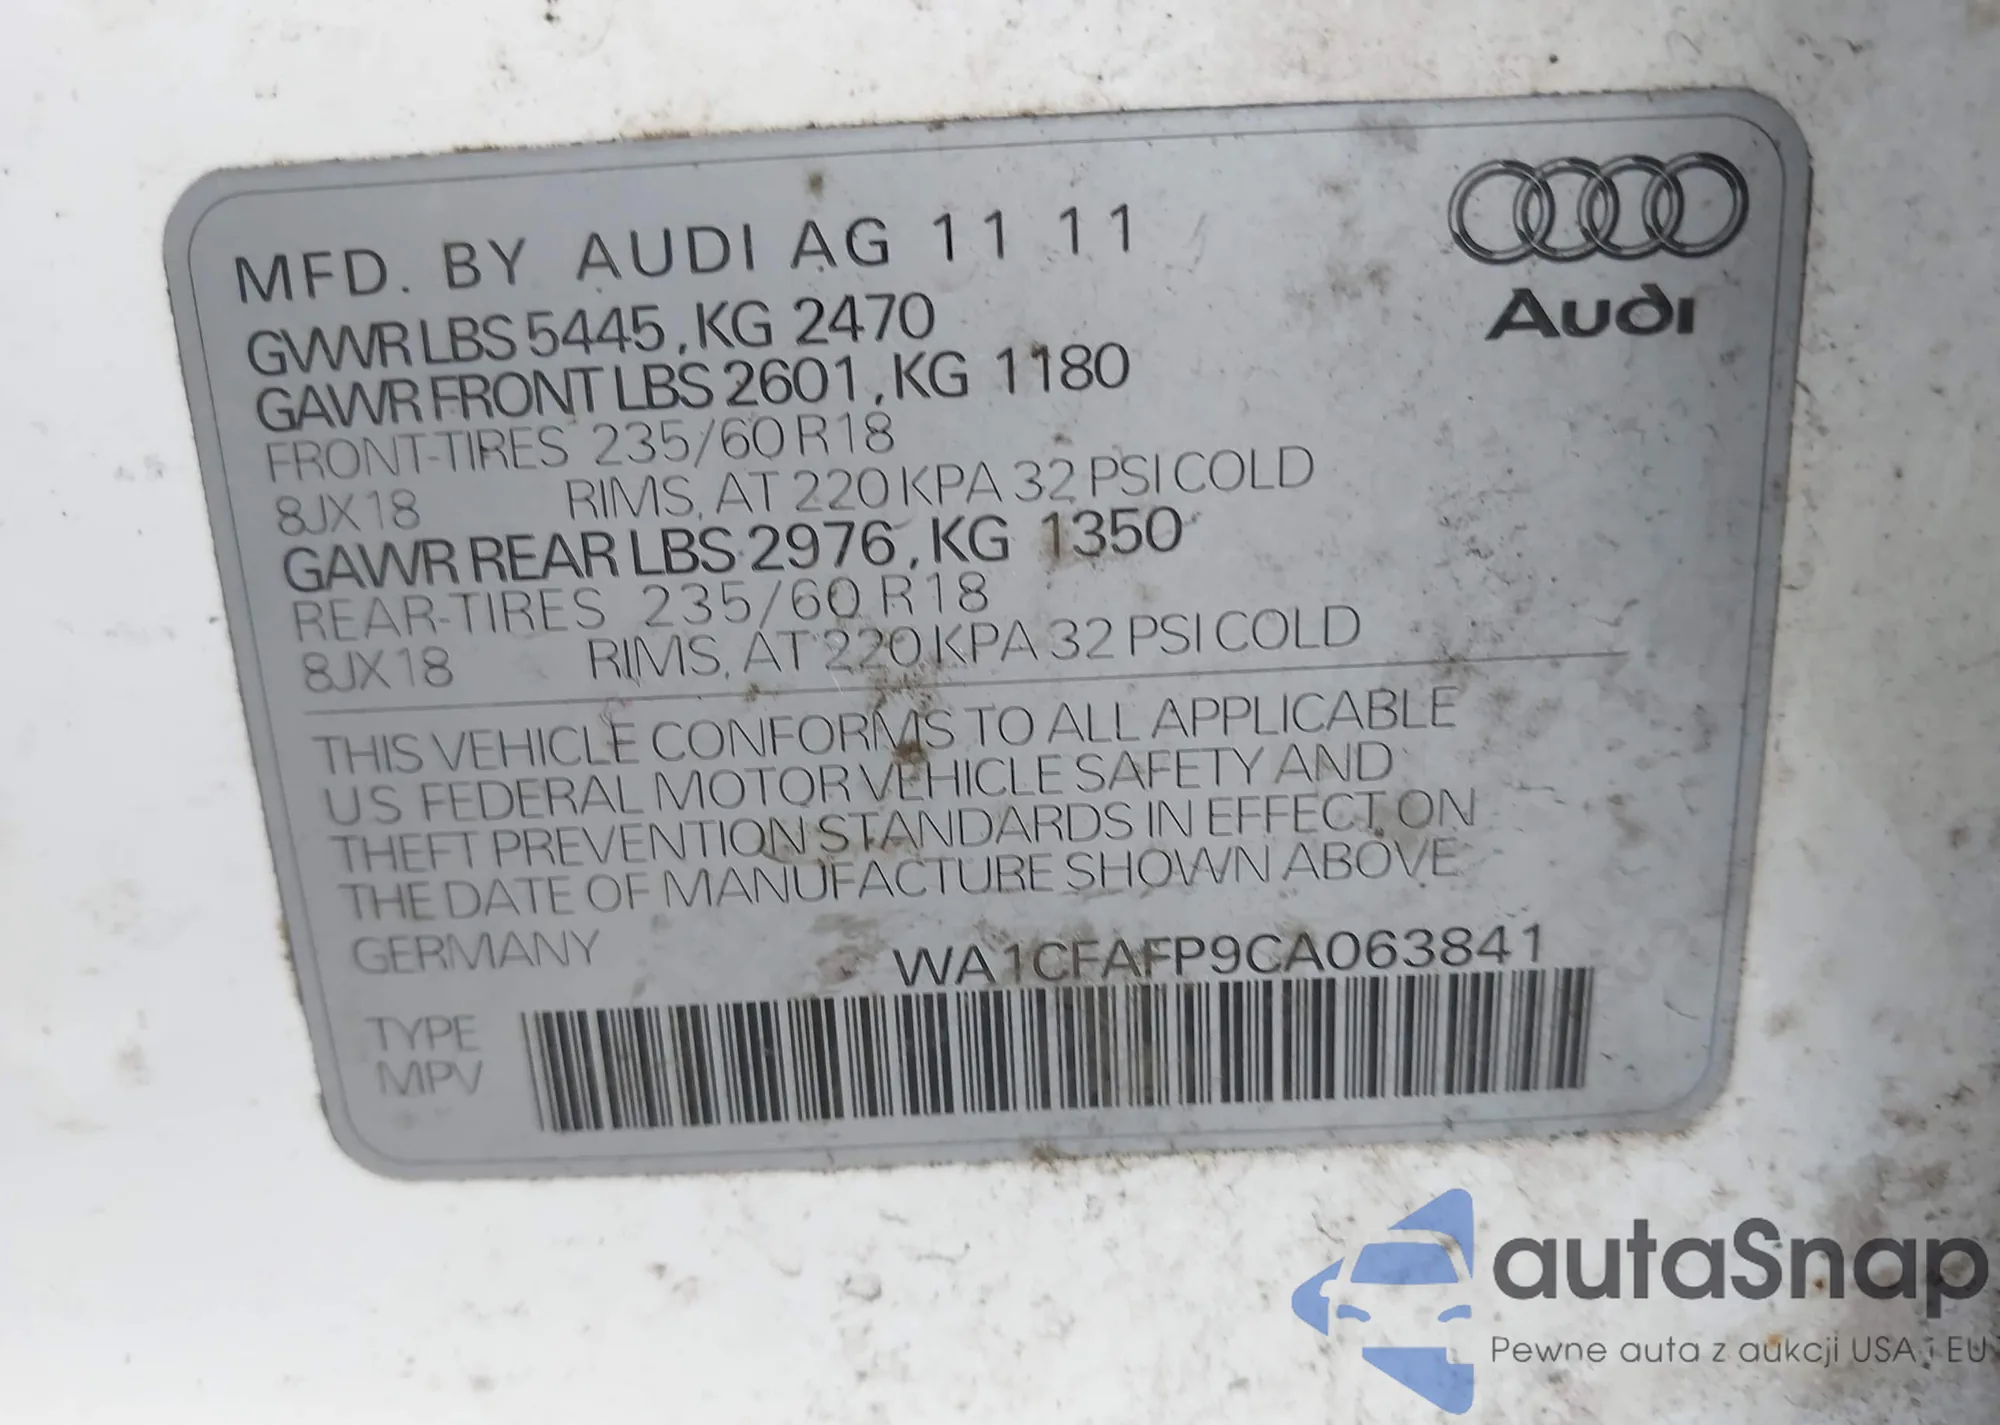 MFD. BY AUDI AG 11 11
Audi
GVWR LBS 5445, KG 2470
GAWR FRONT LBS 2601, KG 1180
FRONT-TIRES 235/60 R18
8JX18 RIMS, AT 220 KPA 32 PSI COLD
GAWR REAR LBS 2976, KG 1350
REAR-TIRES 235/60 R18
8JX18 RIMS, AT 220 KPA 32 PSI COLD
THIS VEHICLE CONFORMS TO ALL APPLICABLE
US FEDERAL MOTOR VEHICLE SAFETY AND
THEFT PREVENTION STANDARDS IN EFFECT ON
THE DATE OF MANUFACTURE SHOWN ABOVE
GERMANY WA1CFAFP9CA063841
TYPE
MPV
autaSnap
Pewne auta z aukcji USA i EU